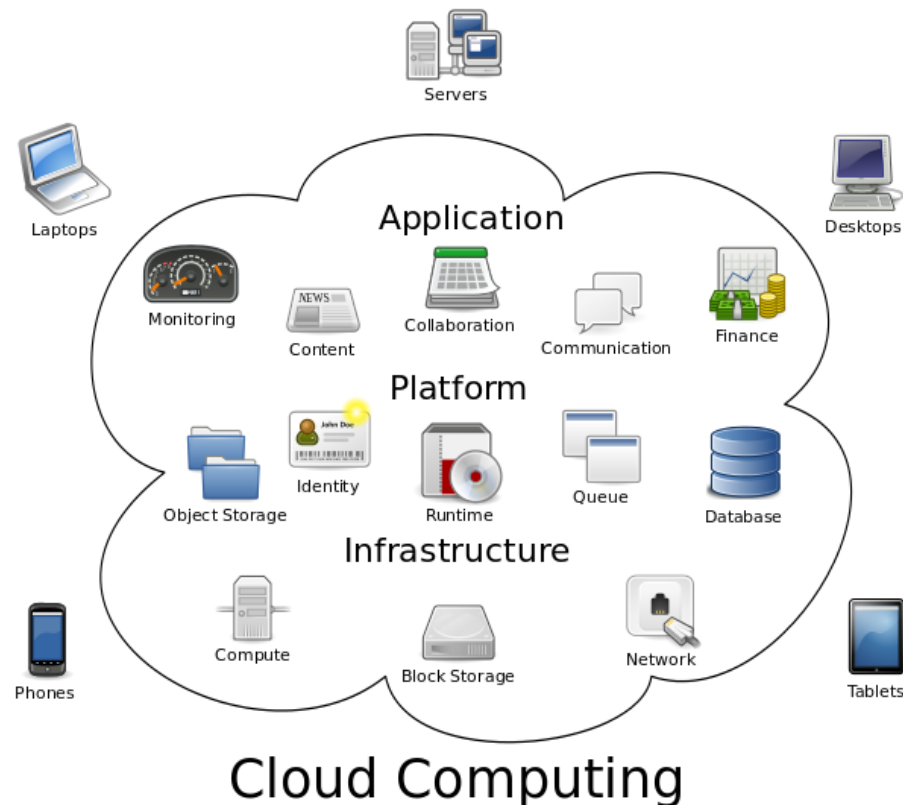 Servers
Laptops
Desktops
Application
Monitoring
Content
NEWS
Collaboration
Communication
Finance
Platform
Object Storage
John Doe
Identity
Runtime
Queue
Database
Infrastructure
Compute
Block Storage
Network
Phones
Tablets
Cloud Computing